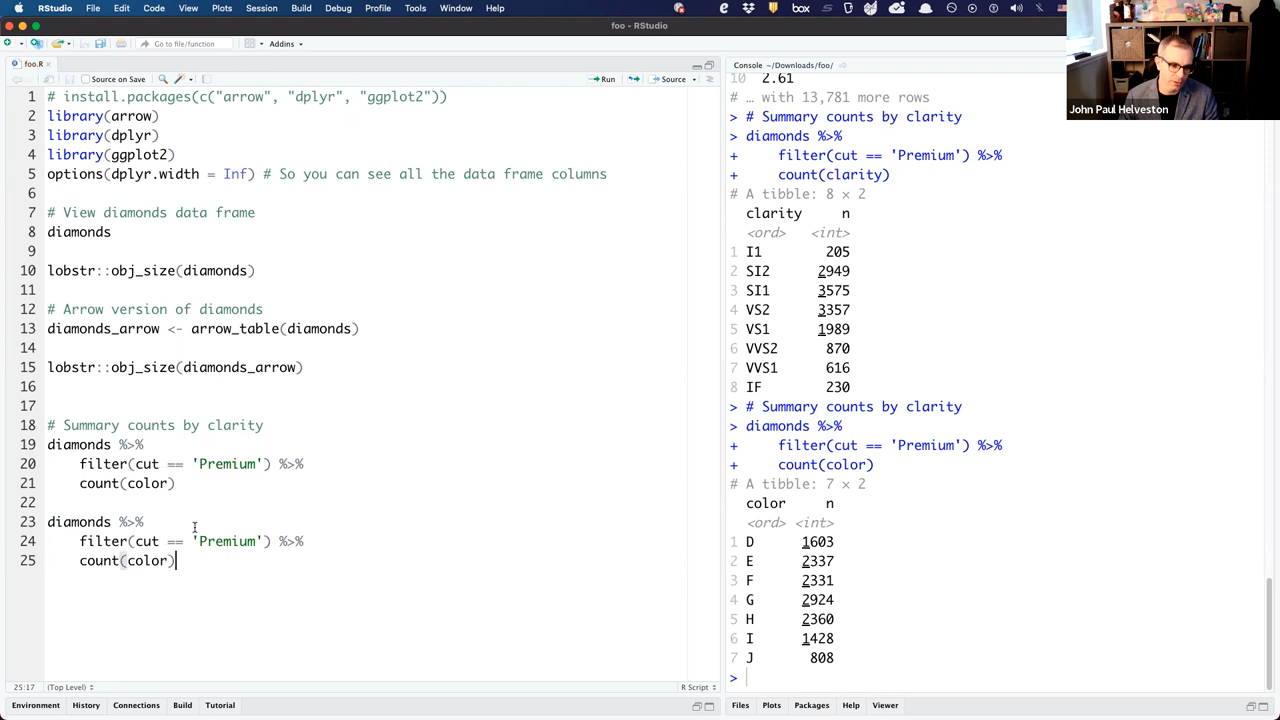 RStudio File Edit Code View Plots Session Build Debug Profile Tools Window Help
foo - RStudio
Go to file/function Addins
foo.R
Source on Save Run Source
1 # install.packages(c("arrow", "dplyr", "ggplot2"))
2 library(arrow)
3 library(dplyr)
4 library(ggplot2)
5 options(dplyr.width = Inf) # So you can see all the data frame columns
6
7 # View diamonds data frame
8 diamonds
9
10 lobstr::obj_size(diamonds)
11
12 # Arrow version of diamonds
13 diamonds_arrow <- arrow_table(diamonds)
14
15 lobstr::obj_size(diamonds_arrow)
16
17
18 # Summary counts by clarity
19 diamonds %>%
20 filter(cut == 'Premium') %>%
21 count(color)
22
23 diamonds %>%
24 filter(cut == 'Premium') %>%
25 count(color)
25:17 (Top Level) R Script
Environment History Connections Build Tutorial
Console ~/Downloads/foo/
10 2.61
# … with 13,781 more rows
> # Summary counts by clarity
> diamonds %>%
+ filter(cut == 'Premium') %>%
+ count(clarity)
# A tibble: 8 × 2
clarity n
<ord> <int>
1 I1 205
2 SI2 2949
3 SI1 3575
4 VS2 3357
5 VS1 1989
6 VVS2 870
7 VVS1 616
8 IF 230
> # Summary counts by clarity
> diamonds %>%
+ filter(cut == 'Premium') %>%
+ count(color)
# A tibble: 7 × 2
color n
<ord> <int>
1 D 1603
2 E 2337
3 F 2331
4 G 2924
5 H 2360
6 I 1428
7 J 808
>
Files Plots Packages Help Viewer
John Paul Helveston